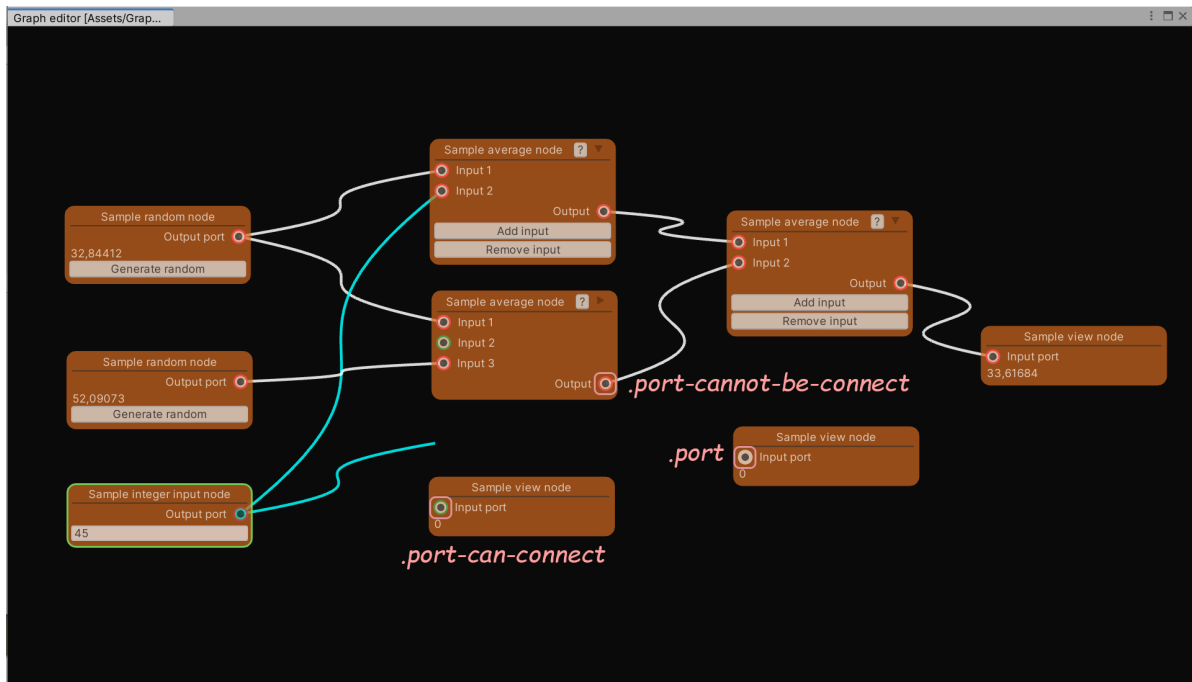 Graph editor [Assets/Grap...
Sample average node ?
Input 1
Input 2
Output
Add input
Remove input
Sample random node
Output port
32,84412
Generate random
Sample average node ?
Input 1
Input 2
Output
Add input
Remove input
Sample average node ?
Input 1
Input 2
Input 3
Output
.port-cannot-be-connect
Sample view node
Input port
33,61684
Sample random node
Output port
52,09073
Generate random
.port
Sample view node
Input port
0
Sample integer input node
Output port
45
Sample view node
Input port
0
.port-can-connect